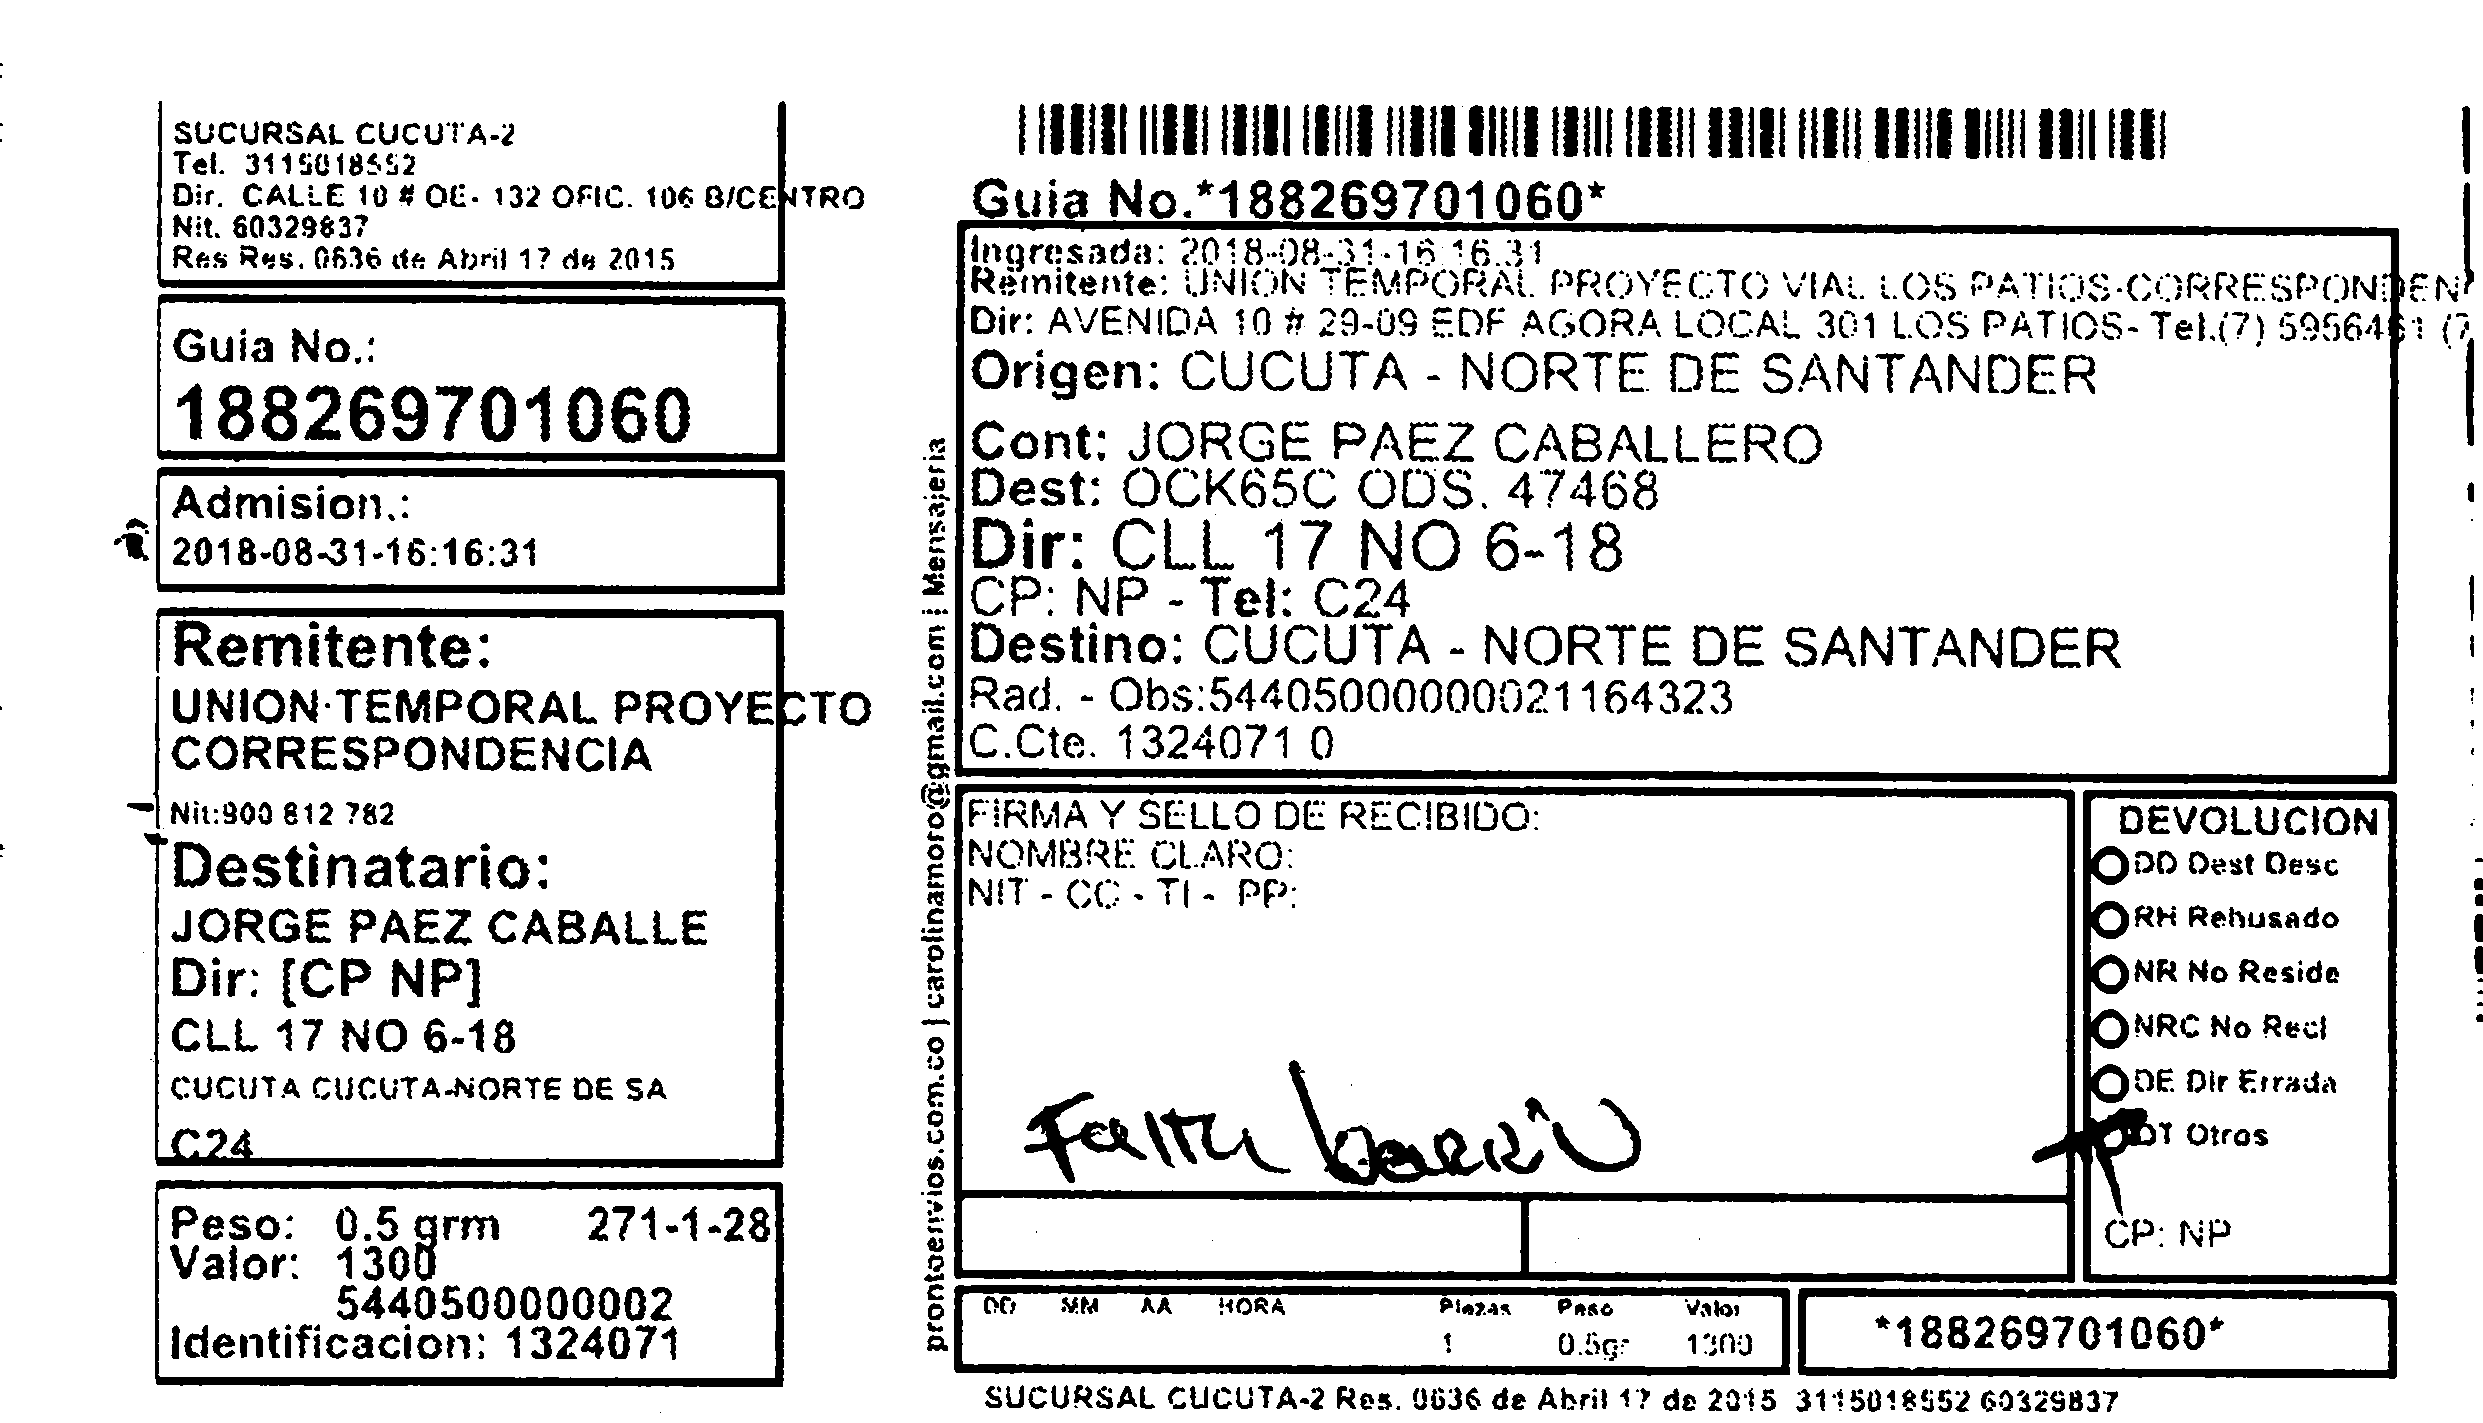 SUCURSAL CUCUTA-2
Tel. 3115018552
Dir. CALLE 10 # OE- 132 OFIC. 106 B/CENTRO
Nit. 60329837
Res Res. 0636 de Abril 17 de 2015
Guia No.:
188269701060
Admision.:
2018-08-31-16:16:31
Remitente:
UNION TEMPORAL PROYECTO
CORRESPONDENCIA
Nit:900 812 782
Destinatario:
JORGE PAEZ CABALLE
Dir: [CP NP]
CLL 17 NO 6-18
CUCUTA CUCUTA-NORTE DE SA
C24
Peso: 0.5 grm 271-1-28
Valor: 1300
5440500000002
Identificacion: 1324071
prontoenvios.com.co | carolinamoro@gmail.com | Mensajeria
Guia No.*188269701060*
Ingresada: 2018-08-31-16:16:31
Remitente: UNION TEMPORAL PROYECTO VIAL LOS PATIOS-CORRESPONDEN
Dir: AVENIDA 10 # 29-09 EDF AGORA LOCAL 301 LOS PATIOS- Tel.(7) 5956461 (7
Origen: CUCUTA - NORTE DE SANTANDER
Cont: JORGE PAEZ CABALLERO
Dest: OCK65C ODS. 47468
Dir: CLL 17 NO 6-18
CP: NP - Tel: C24
Destino: CUCUTA - NORTE DE SANTANDER
Rad. - Obs:544050000000021164323
C.Cte. 1324071 0
FIRMA Y SELLO DE RECIBIDO:
NOMBRE CLARO:
NIT - CC - TI - PP:
DEVOLUCION
DD Dest Desc
RH Rehusado
NR No Reside
NRC No Recl
DE Dir Errada
OT Otros
CP: NP
DD MM AA HORA Piezas Peso Valor
1 0.5gr 1300
*188269701060*
SUCURSAL CUCUTA-2 Res. 0636 de Abril 17 de 2015 3115018552 60329837